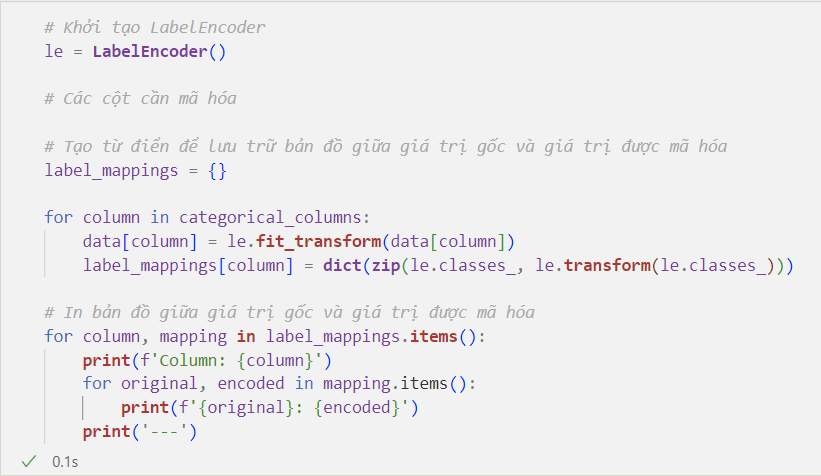 # Khởi tạo LabelEncoder
le = LabelEncoder()
# Các cột cần mã hóa
# Tạo từ điển để lưu trữ bản đồ giữa giá trị gốc và giá trị được mã hóa
label_mappings = {}
for column in categorical_columns:
    data[column] = le.fit_transform(data[column])
    label_mappings[column] = dict(zip(le.classes_, le.transform(le.classes_)))
# In bản đồ giữa giá trị gốc và giá trị được mã hóa
for column, mapping in label_mappings.items():
    print(f'Column: {column}')
    for original, encoded in mapping.items():
        print(f'{original}: {encoded}')
    print('---')
✓ 0.1s